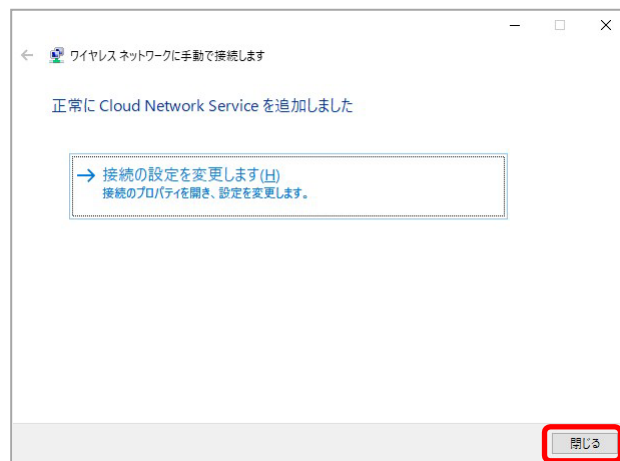 ワイヤレス ネットワークに手動で接続します
正常に Cloud Network Service を追加しました
→ 接続の設定を変更します(H)
接続のプロパティを開き、設定を変更します。
閉じる